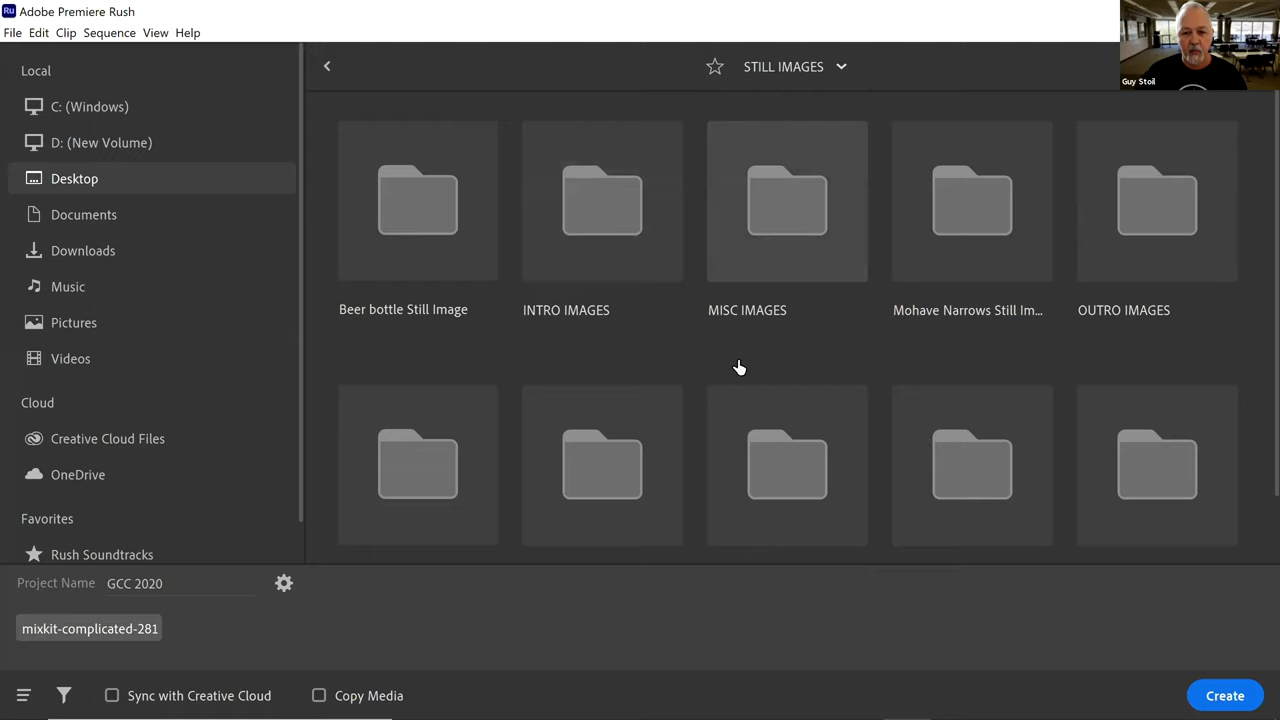 Ru Adobe Premiere Rush
File Edit Clip Sequence View Help
Guy Stoil
Local
C: (Windows)
D: (New Volume)
Desktop
Documents
Downloads
Music
Pictures
Videos
Cloud
Creative Cloud Files
OneDrive
Favorites
Rush Soundtracks
STILL IMAGES
Beer bottle Still Image
INTRO IMAGES
MISC IMAGES
Mohave Narrows Still Im...
OUTRO IMAGES
Project Name GCC 2020
mixkit-complicated-281
Sync with Creative Cloud
Copy Media
Create